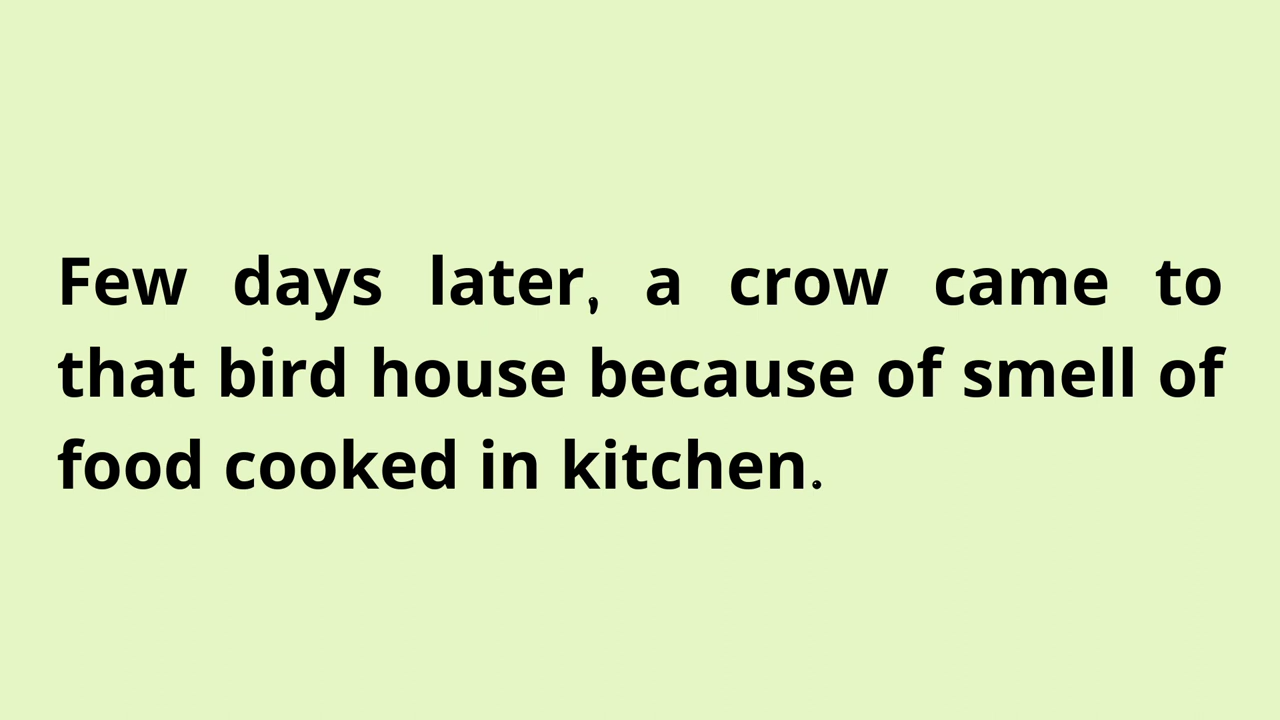 Few days later, a crow came to
that bird house because of smell of
food cooked in kitchen.